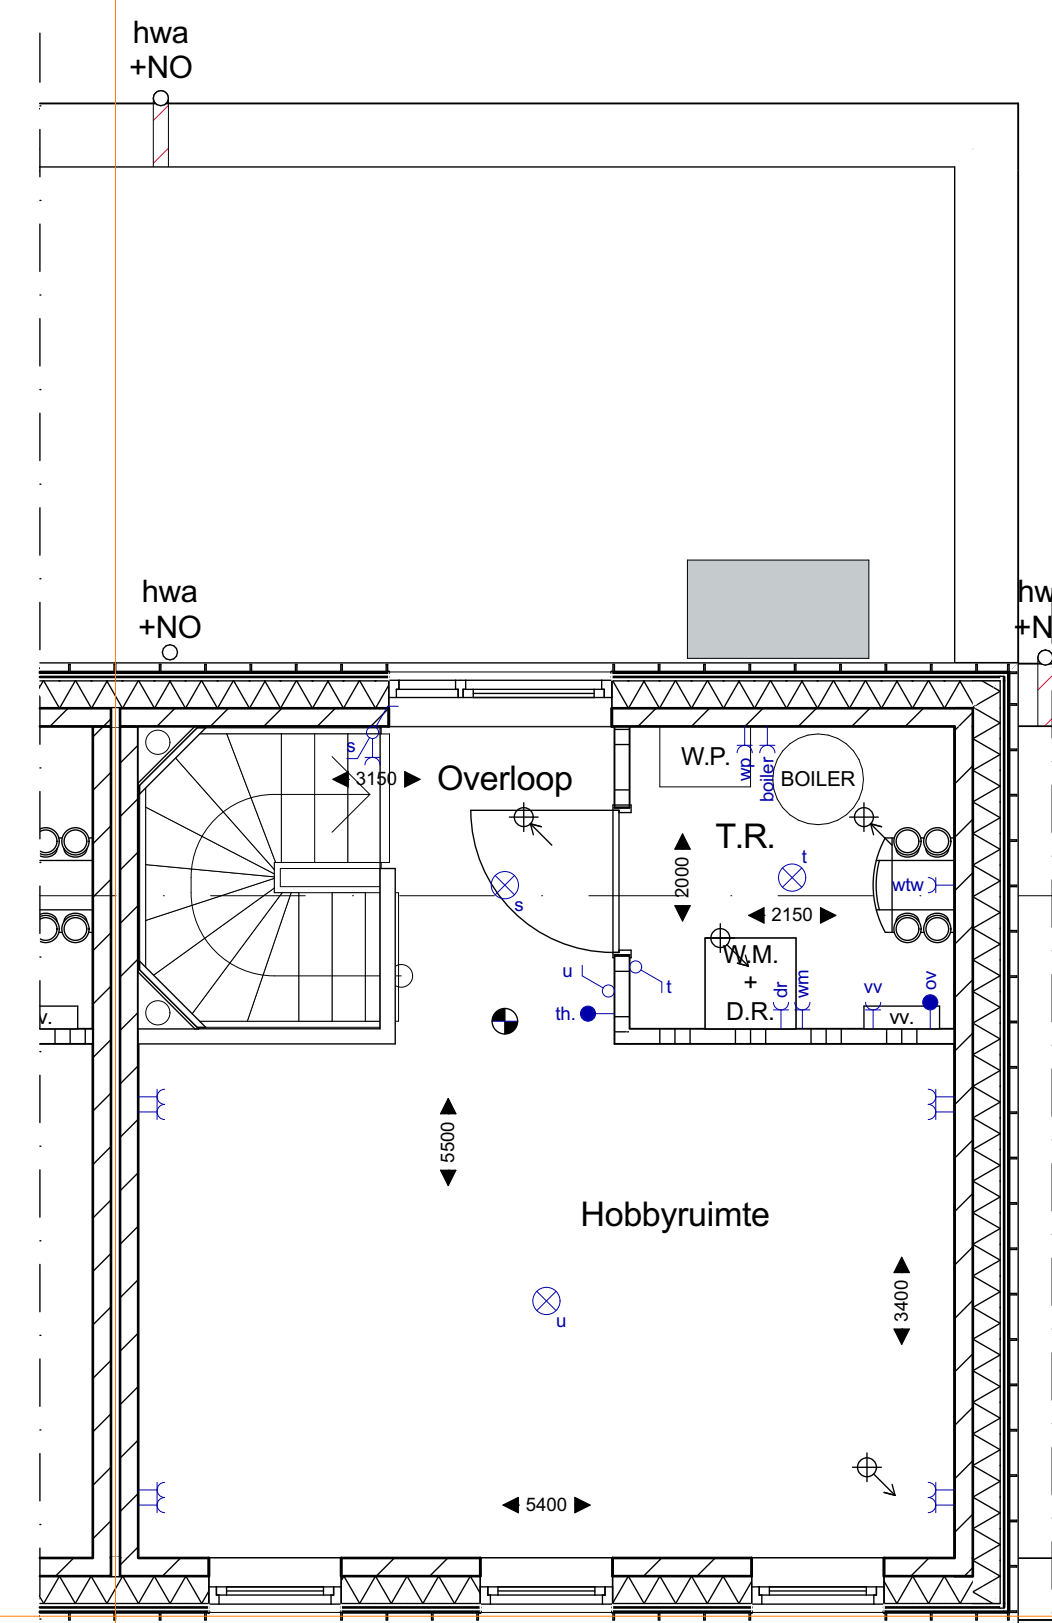 hwa
+NO
hwa
+NO
hw
+N
s
3150
Overloop
W.P.
wp
boiler
BOILER
T.R.
t
2000
wtw
s
2150
W.M.
+
D.R.
u
t
th.
dr
wm
vv
ov
vv.
v.
5500
Hobbyruimte
3400
u
5400